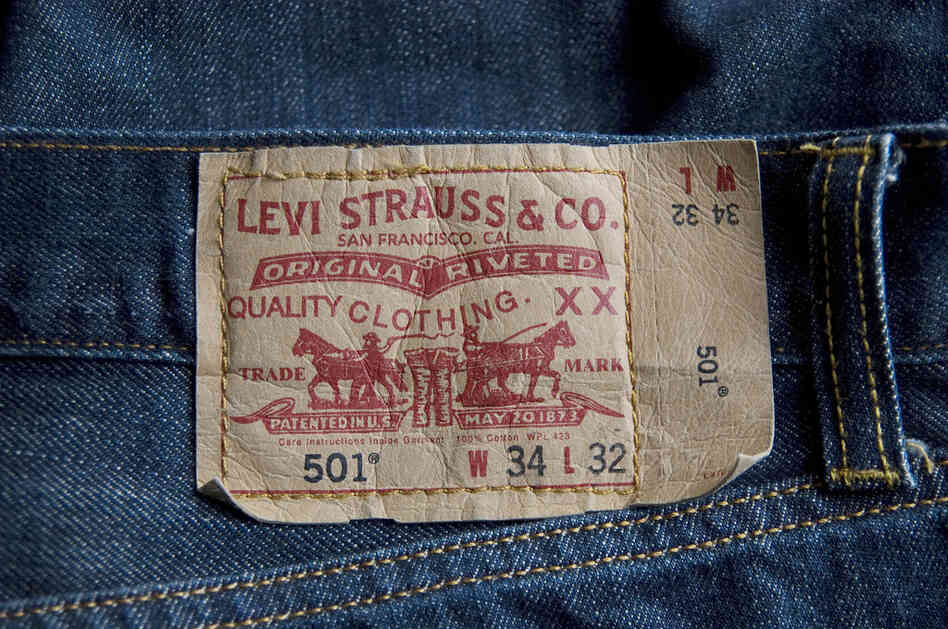 LEVI STRAUSS & CO.
SAN FRANCISCO. CAL.
ORIGINAL RIVETED
QUALITY CLOTHING. XX
TRADE MARK
PATENTED IN U.S. MAY 20 1873
Care Instructions Inside Garment 100% Cotton WPL 423
501® W 34 L 32
W L
34 32
501®